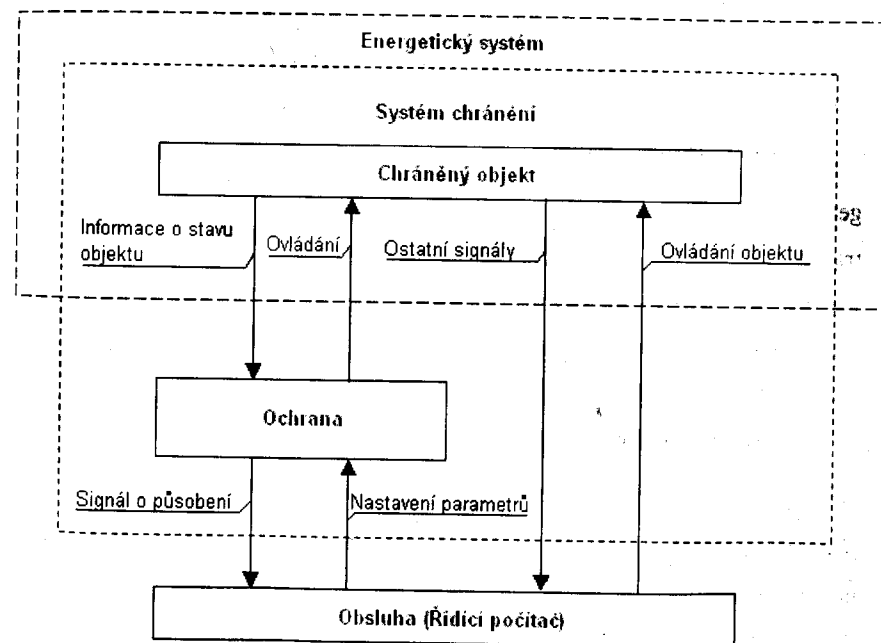 Energetický systém
Systém chránění
Chráněný objekt
Informace o stavu
objektu
Ovládání
Ostatní signály
Ovládání objektu
Ochrana
Signál o působení
Nastavení parametrů
Obsluha (Řídící počítač)